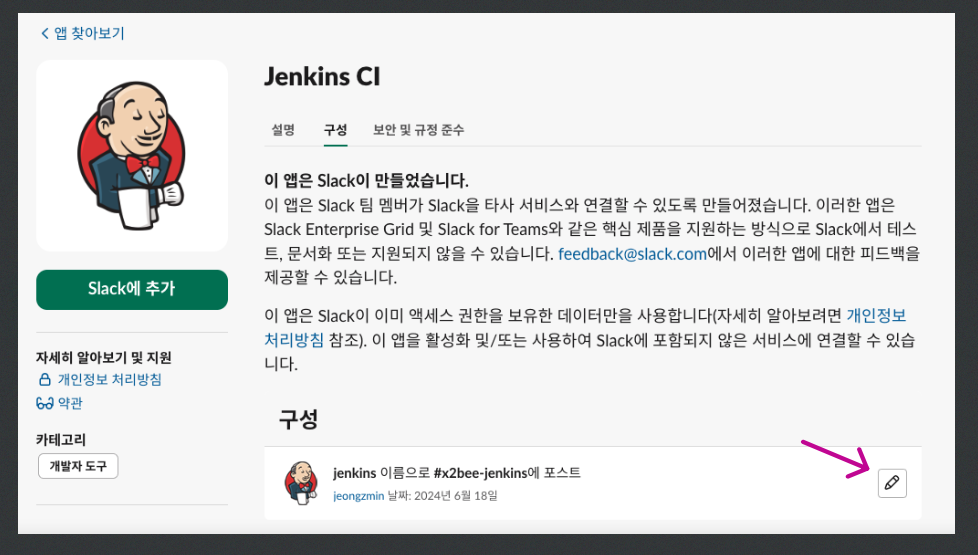 앱 찾아보기
Jenkins CI
설명 구성 보안 및 규정 준수
이 앱은 Slack이 만들었습니다.
이 앱은 Slack 팀 멤버가 Slack을 타사 서비스와 연결할 수 있도록 만들어졌습니다. 이러한 앱은
Slack Enterprise Grid 및 Slack for Teams와 같은 핵심 제품을 지원하는 방식으로 Slack에서 테스
트, 문서화 또는 지원되지 않을 수 있습니다. feedback@slack.com에서 이러한 앱에 대한 피드백을
제공할 수 있습니다.
이 앱은 Slack이 이미 액세스 권한을 보유한 데이터만을 사용합니다(자세히 알아보려면 개인정보
처리방침 참조). 이 앱을 활성화 및/또는 사용하여 Slack에 포함되지 않은 서비스에 연결할 수 있습
니다.
Slack에 추가
자세히 알아보기 및 지원
개인정보 처리방침
약관
카테고리
개발자 도구
구성
jenkins 이름으로 #x2bee-jenkins에 포스트
jeongzmin 날짜: 2024년 6월 18일